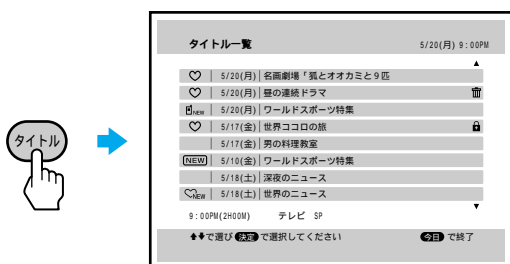 タイトル
タイトル一覧 5/20(月) 9:00PM
5/20(月) 名画劇場「狐とオオカミと9匹
5/20(月) 昼の連続ドラマ
NEW 5/20(月) ワールドスポーツ特集
5/17(金) 世界ココロの旅
5/17(金) 男の料理教室
NEW 5/10(金) ワールドスポーツ特集
5/18(土) 深夜のニュース
NEW 5/18(土) 世界のニュース
9:00PM(2H00M) テレビ SP
で選び 決定 で選択してください 今日 で終了